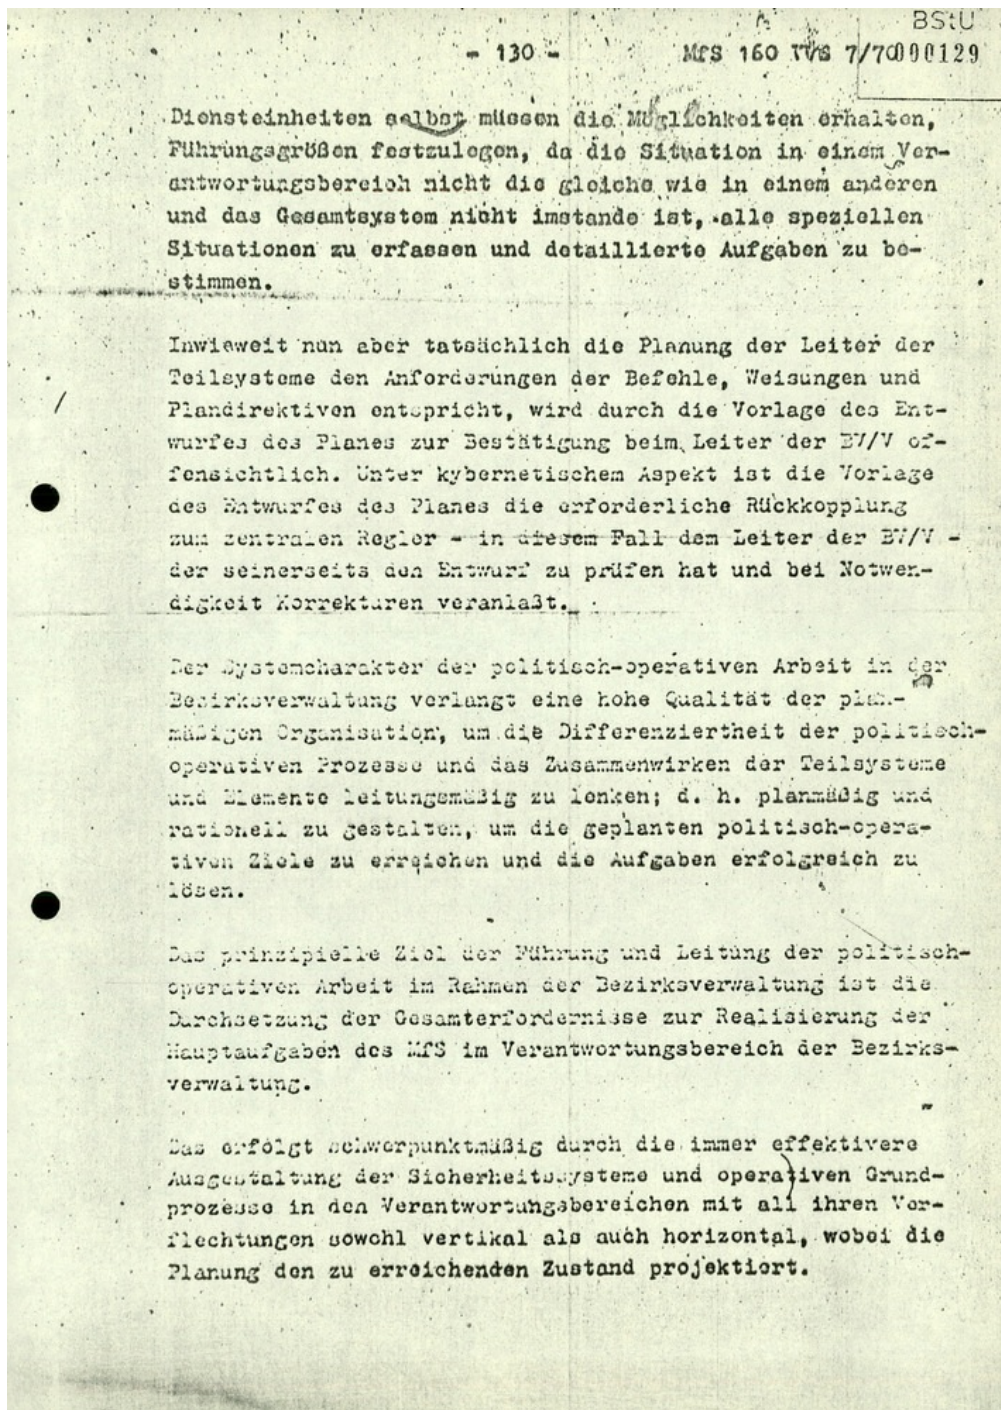 BStU
- 130 -
MfS 160 TVS 7/70
000129
Diensteinheiten selbst müssen die Möglichkeiten erhalten,
Führungsgrößen festzulegen, da die Situation in einem Ver-
antwortungsbereich nicht die gleiche wie in einem anderen
und das Gesamtsystem nicht imstande ist, alle speziellen
Situationen zu erfassen und detaillierte Aufgaben zu be-
stimmen.
Inwieweit nun aber tatsächlich die Planung der Leiter der
Teilsysteme den Anforderungen der Befehle, Weisungen und
Plandirektiven entspricht, wird durch die Vorlage des Ent-
wurfes des Planes zur Bestätigung beim Leiter der BV/V of-
fensichtlich. Unter kybernetischem Aspekt ist die Vorlage
des Entwurfes des Planes die erforderliche Rückkopplung
zum zentralen Regler - in diesem Fall dem Leiter der BV/V -
der seinerseits den Entwurf zu prüfen hat und bei Notwen-
digkeit Korrekturen veranlaßt.
Der Systemcharakter der politisch-operativen Arbeit in der
Bezirksverwaltung verlangt eine hohe Qualität der plan-
mäßigen Organisation, um die Differenziertheit der politisch-
operativen Prozesse und das Zusammenwirken der Teilsysteme
und Elemente leitungsmäßig zu lenken; d. h. planmäßig und
rationell zu gestalten, um die geplanten politisch-opera-
tiven Ziele zu erreichen und die Aufgaben erfolgreich zu
lösen.
Das prinzipielle Ziel der Führung und Leitung der politisch-
operativen Arbeit im Rahmen der Bezirksverwaltung ist die
Durchsetzung der Gesamterfordernisse zur Realisierung der
Hauptaufgaben des MfS im Verantwortungsbereich der Bezirks-
verwaltung.
Das erfolgt schwerpunktmäßig durch die immer effektivere
Ausgestaltung der Sicherheitssysteme und operativen Grund-
prozesse in den Verantwortungsbereichen mit all ihren Ver-
flechtungen sowohl vertikal als auch horizontal, wobei die
Planung den zu erreichenden Zustand projektiert.